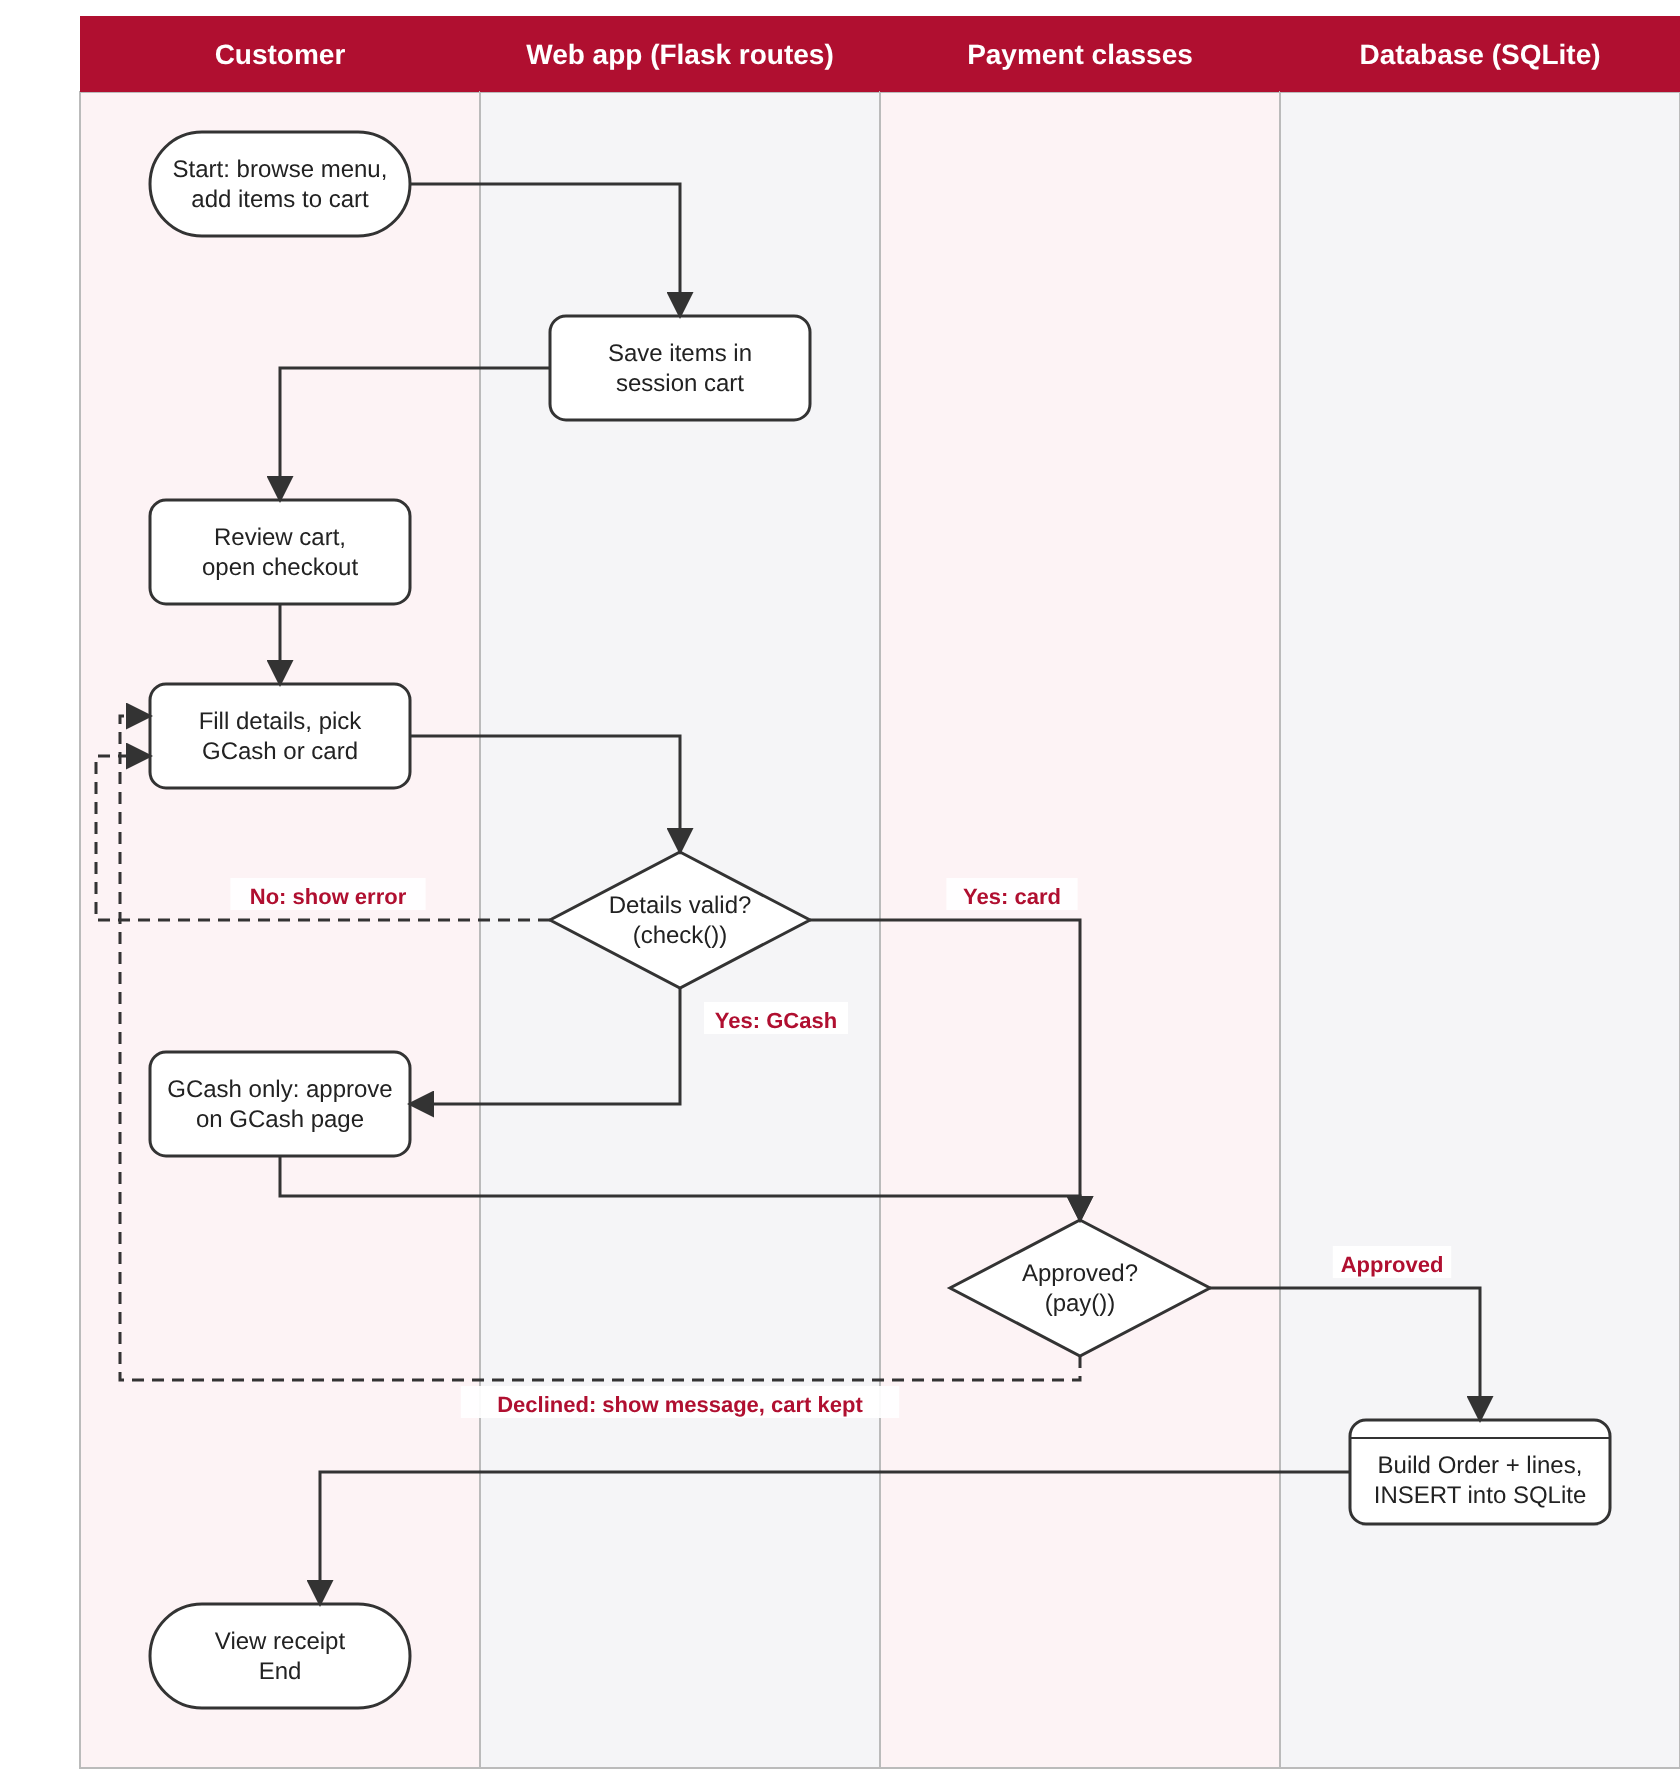 Customer
Web app (Flask routes)
Payment classes
Database (SQLite)
Start: browse menu,
add items to cart
Save items in
session cart
Review cart,
open checkout
Fill details, pick
GCash or card
No: show error
Details valid?
(check())
Yes: card
Yes: GCash
GCash only: approve
on GCash page
Approved?
(pay())
Approved
Declined: show message, cart kept
Build Order + lines,
INSERT into SQLite
View receipt
End